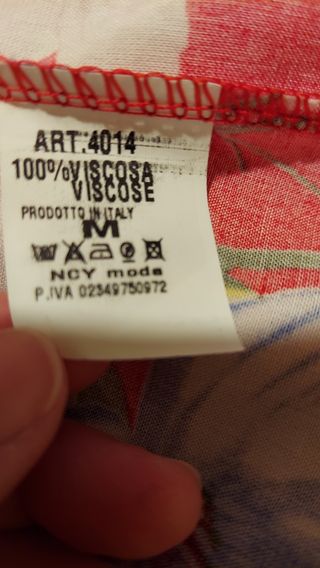 ART:4014
100%VISCOSA
VISCOSE
PRODOTTO IN ITALY
M
NCY moda
P.IVA 02349750972